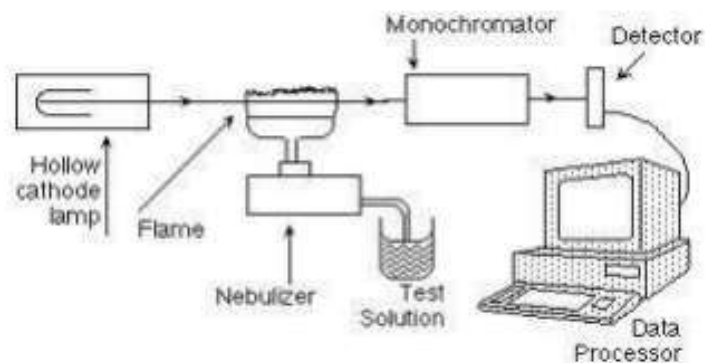 Monochromator
Detector
Hollow
cathode
lamp
Flame
Nebulizer
Test
Solution
Data
Processor